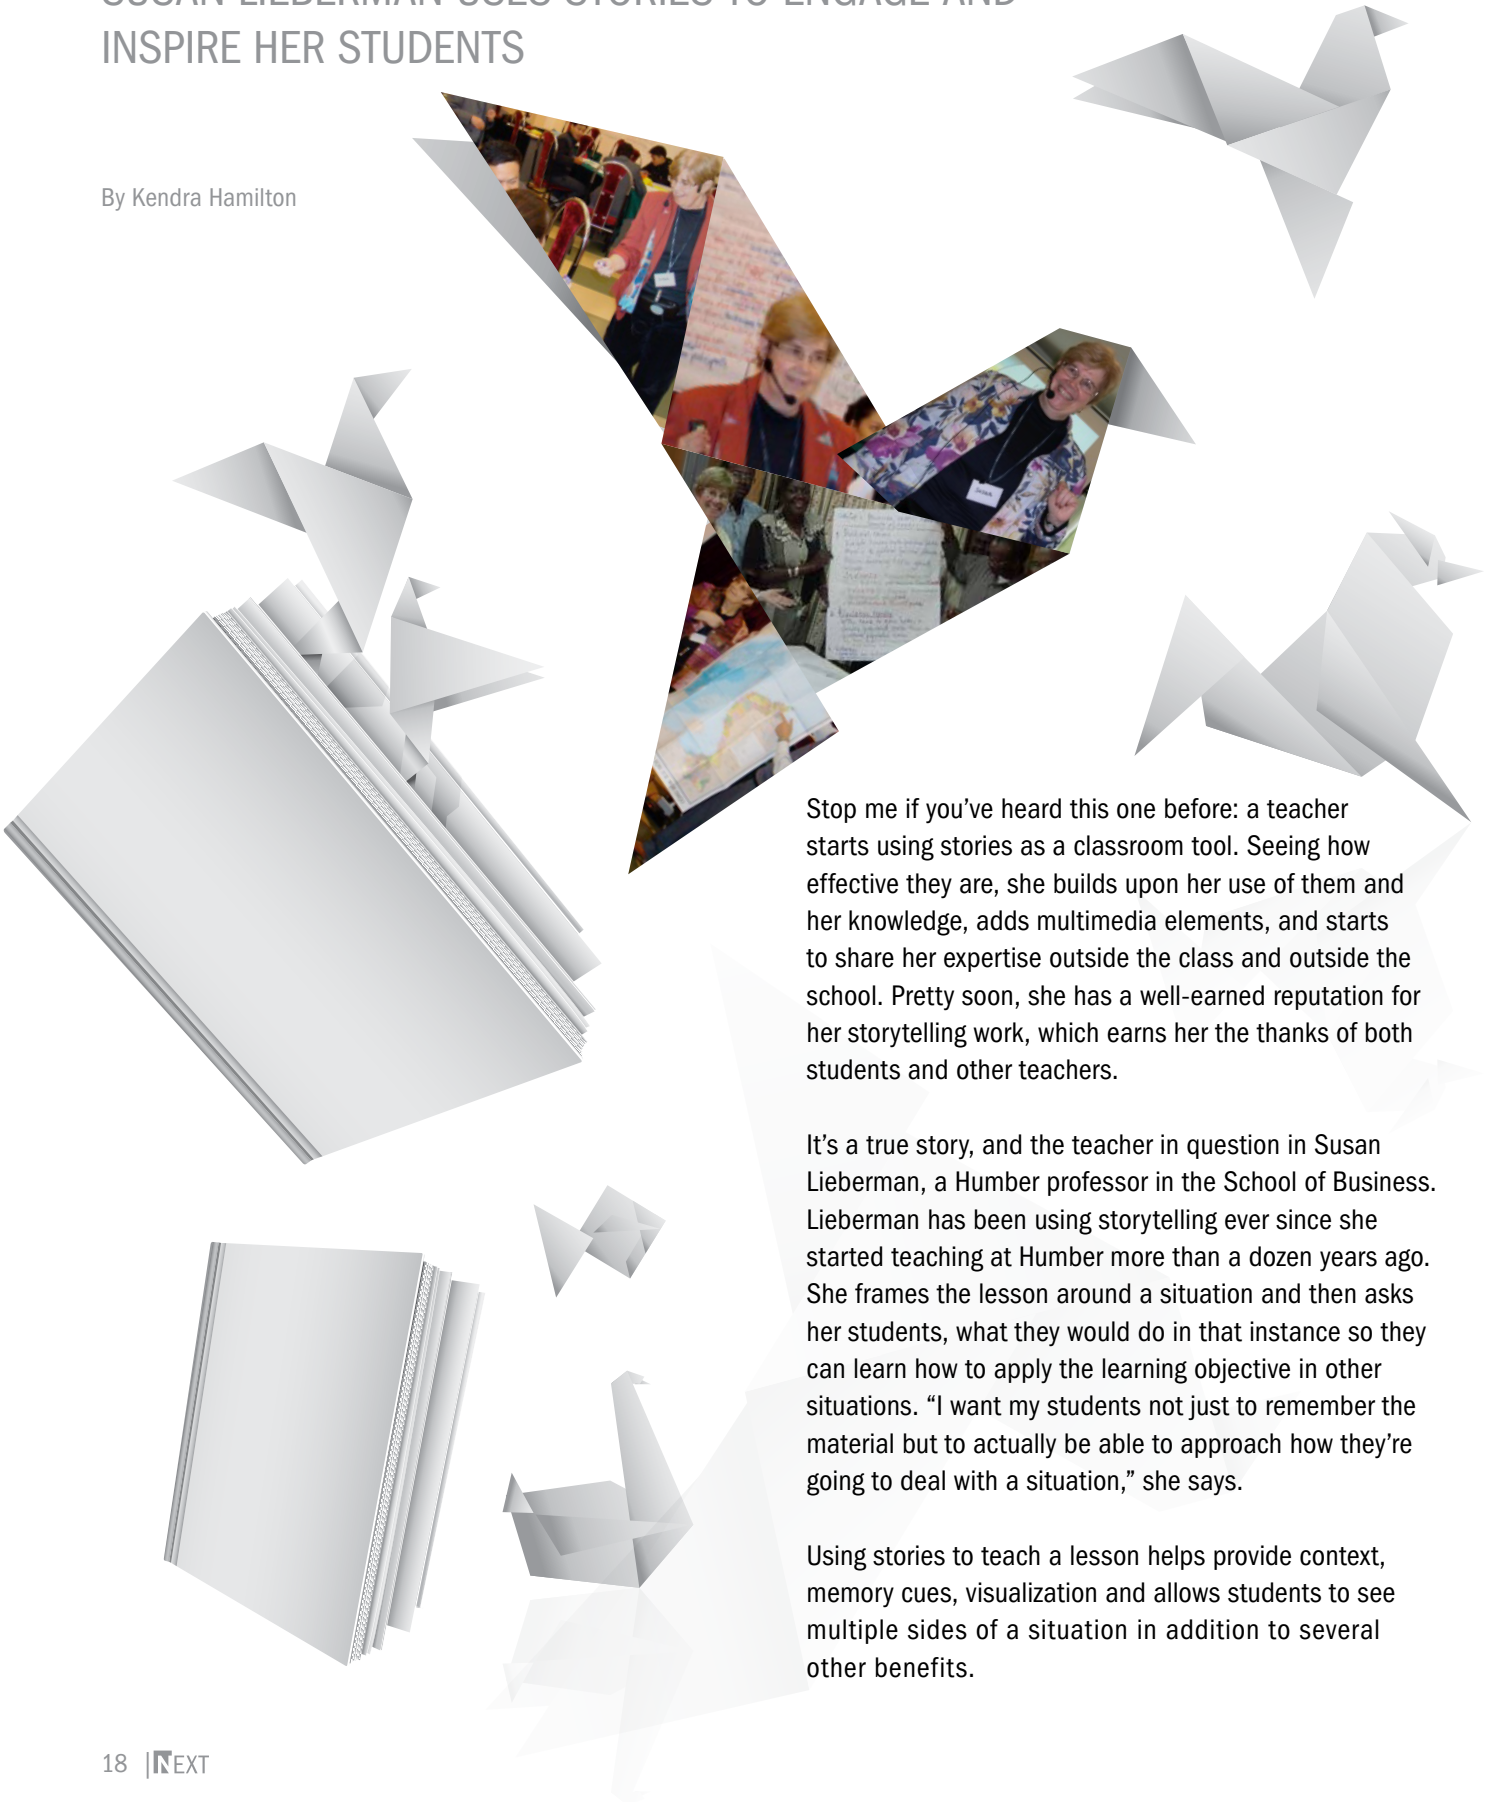 SUSAN LIEBERMAN USES STORIES TO ENGAGE AND
INSPIRE HER STUDENTS
By Kendra Hamilton
Stop me if you’ve heard this one before: a teacher
starts using stories as a classroom tool. Seeing how
effective they are, she builds upon her use of them and
her knowledge, adds multimedia elements, and starts
to share her expertise outside the class and outside the
school. Pretty soon, she has a well-earned reputation for
her storytelling work, which earns her the thanks of both
students and other teachers.
It’s a true story, and the teacher in question in Susan
Lieberman, a Humber professor in the School of Business.
Lieberman has been using storytelling ever since she
started teaching at Humber more than a dozen years ago.
She frames the lesson around a situation and then asks
her students, what they would do in that instance so they
can learn how to apply the learning objective in other
situations. “I want my students not just to remember the
material but to actually be able to approach how they’re
going to deal with a situation,” she says.
Using stories to teach a lesson helps provide context,
memory cues, visualization and allows students to see
multiple sides of a situation in addition to several
other benefits.
18 | NEXT